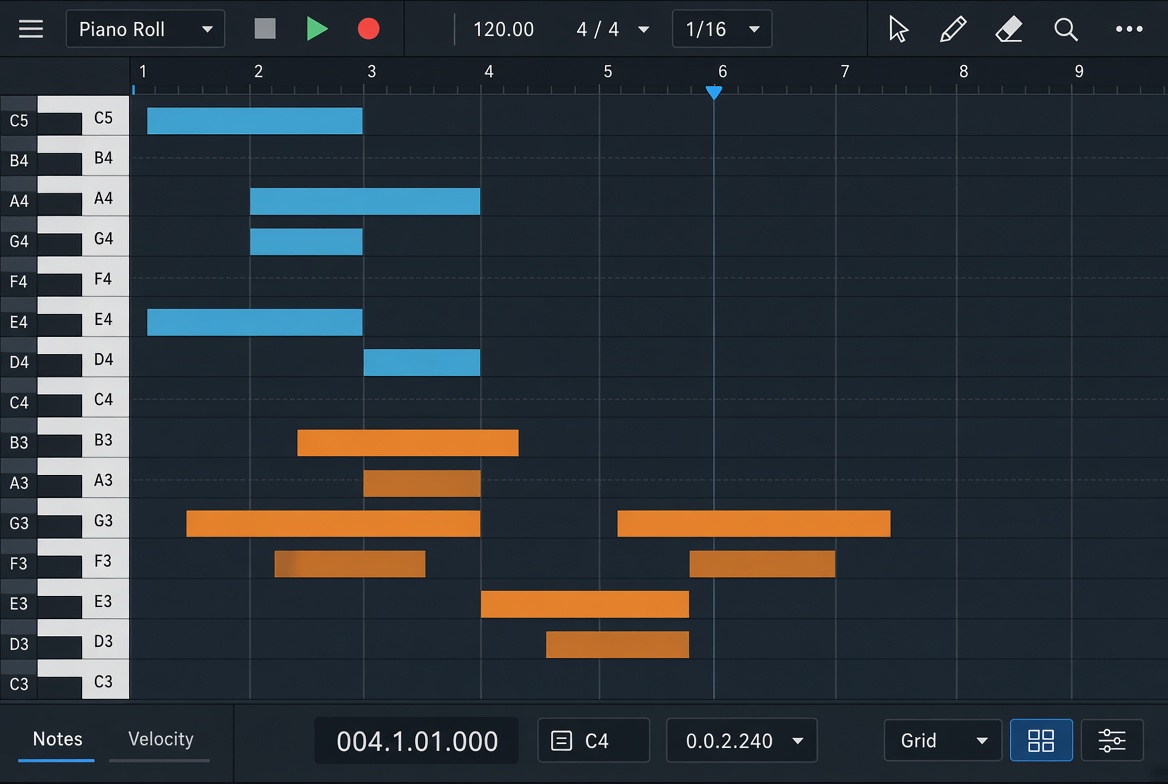 Piano Roll 120.00 4 / 4 1/16
1 2 3 4 5 6 7 8 9
C5 C5
B4 B4
A4 A4
G4 G4
F4 F4
E4 E4
D4 D4
C4 C4
B3 B3
A3 A3
G3 G3
F3 F3
E3 E3
D3 D3
C3 C3
Notes Velocity 004.1.01.000 C4 0.0.2.240 Grid